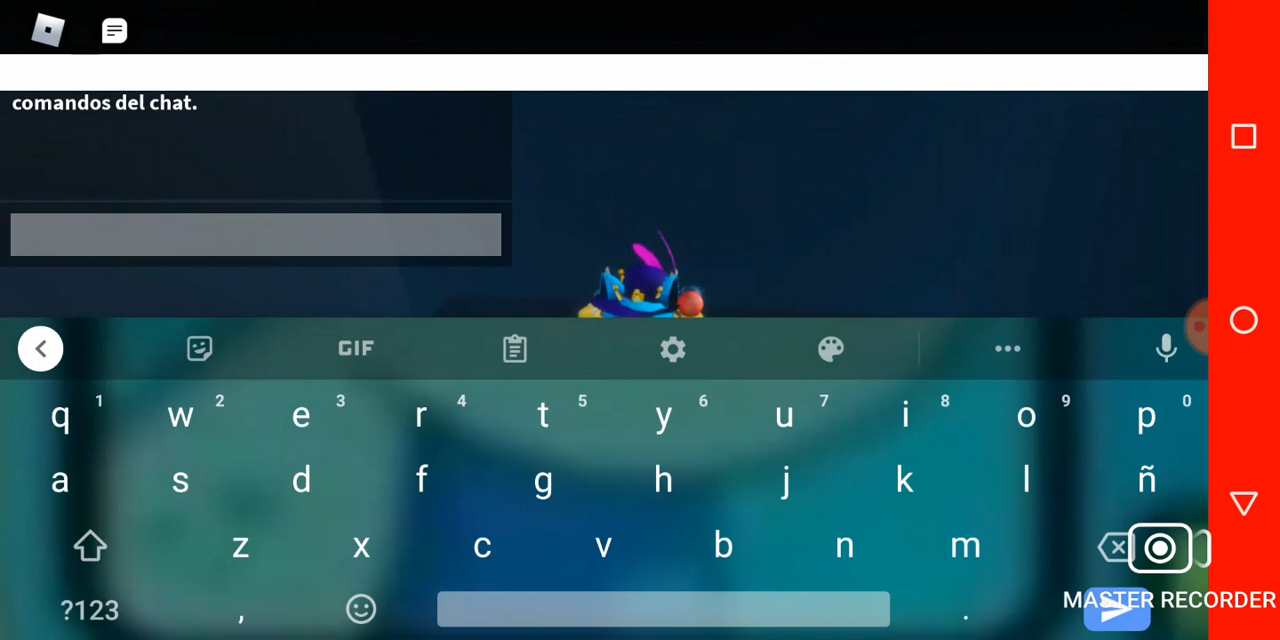 comandos del chat.
GIF
q 1 w 2 e 3 r 4 t 5 y 6 u 7 i 8 o 9 p 0
a s d f g h j k l ñ
z x c v b n m
?123 , .
MASTER RECORDER